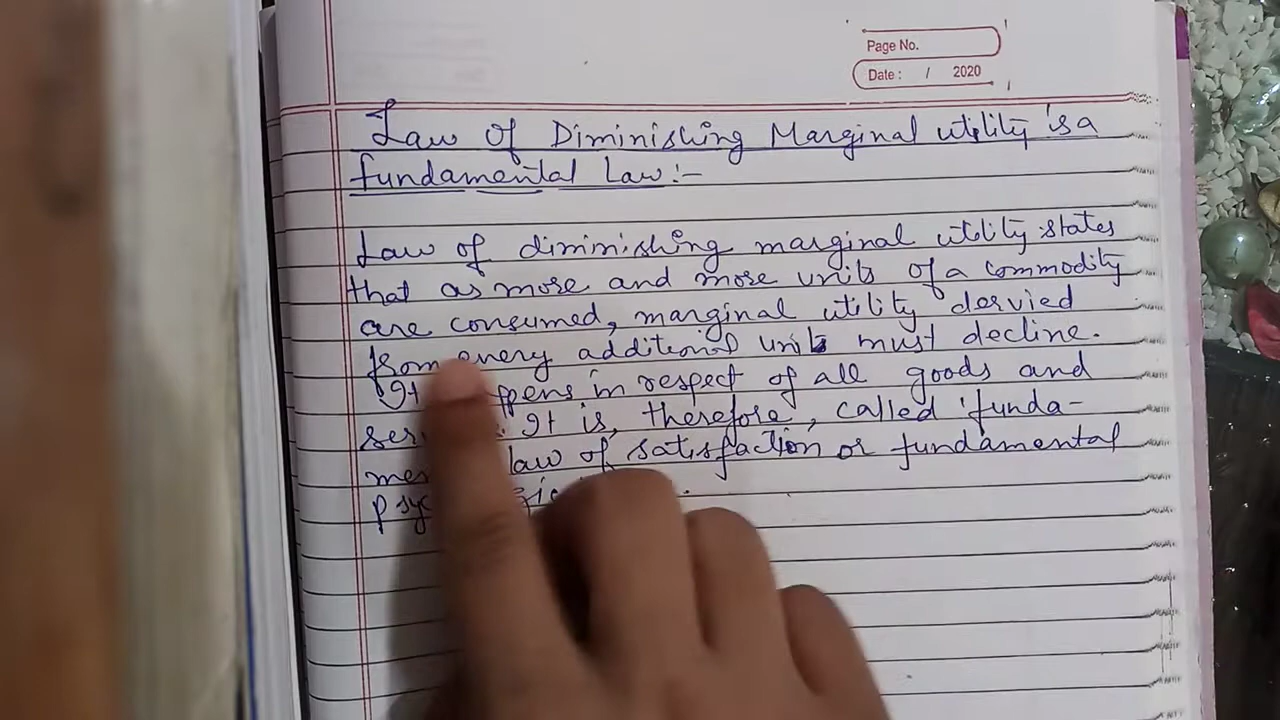 Page No.
Date : / 2020
Law Of Diminishing Marginal utility is a
fundamental Law :-
Law of diminishing marginal utility states
that as more and more units of a commodity
are consumed, marginal utility dervied
from every additional unit must decline.
It in respect of all goods and
It is, therefore, called 'funda-
law of satisfaction or fundamental